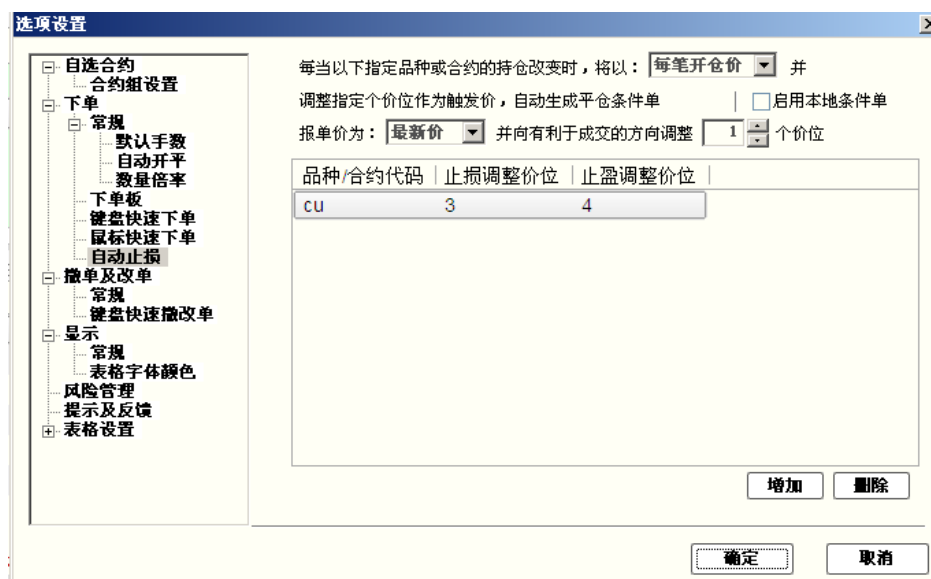 选项设置
自选合约
合约组设置
下单
常规
默认手数
自动开平
数量倍率
下单板
键盘快速下单
鼠标快速下单
自动止损
撤单及改单
常规
键盘快速撤改单
显示
常规
表格字体颜色
风险管理
提示及反馈
表格设置
每当以下指定品种或合约的持仓改变时，将以： 每笔开仓价 并
调整指定个价位作为触发价，自动生成平仓条件单 启用本地条件单
报单价为： 最新价 并向有利于成交的方向调整 1 个价位
品种/合约代码 止损调整价位 止盈调整价位
cu 3 4
增加 删除
确定 取消